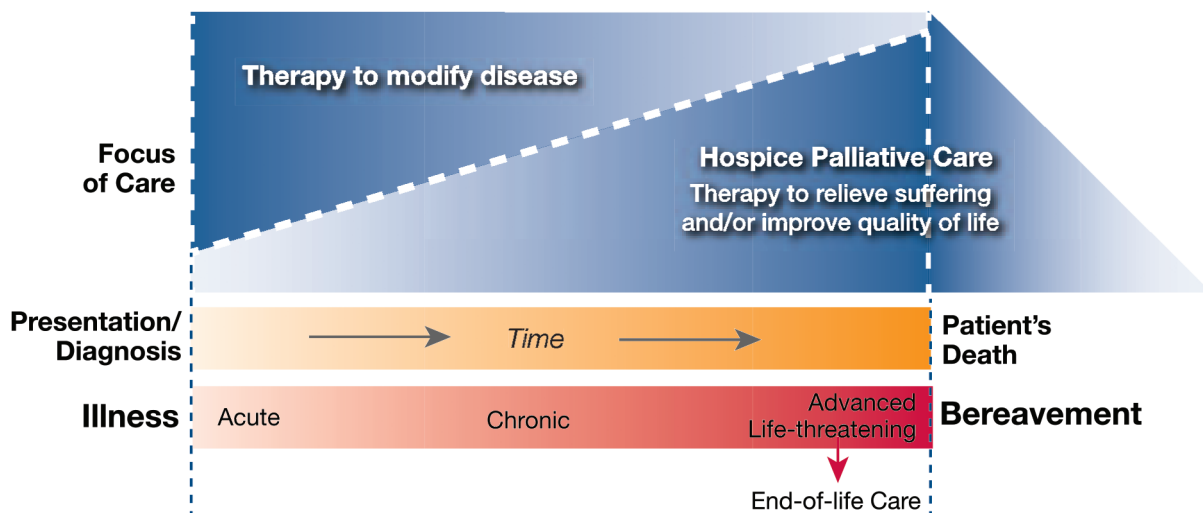 Therapy to modify disease
Focus
of Care
Hospice Palliative Care
Therapy to relieve suffering
and/or improve quality of life
Presentation/
Diagnosis
Time
Patient's
Death
Illness
Acute
Chronic
Advanced
Life-threatening
Bereavement
End-of-life Care